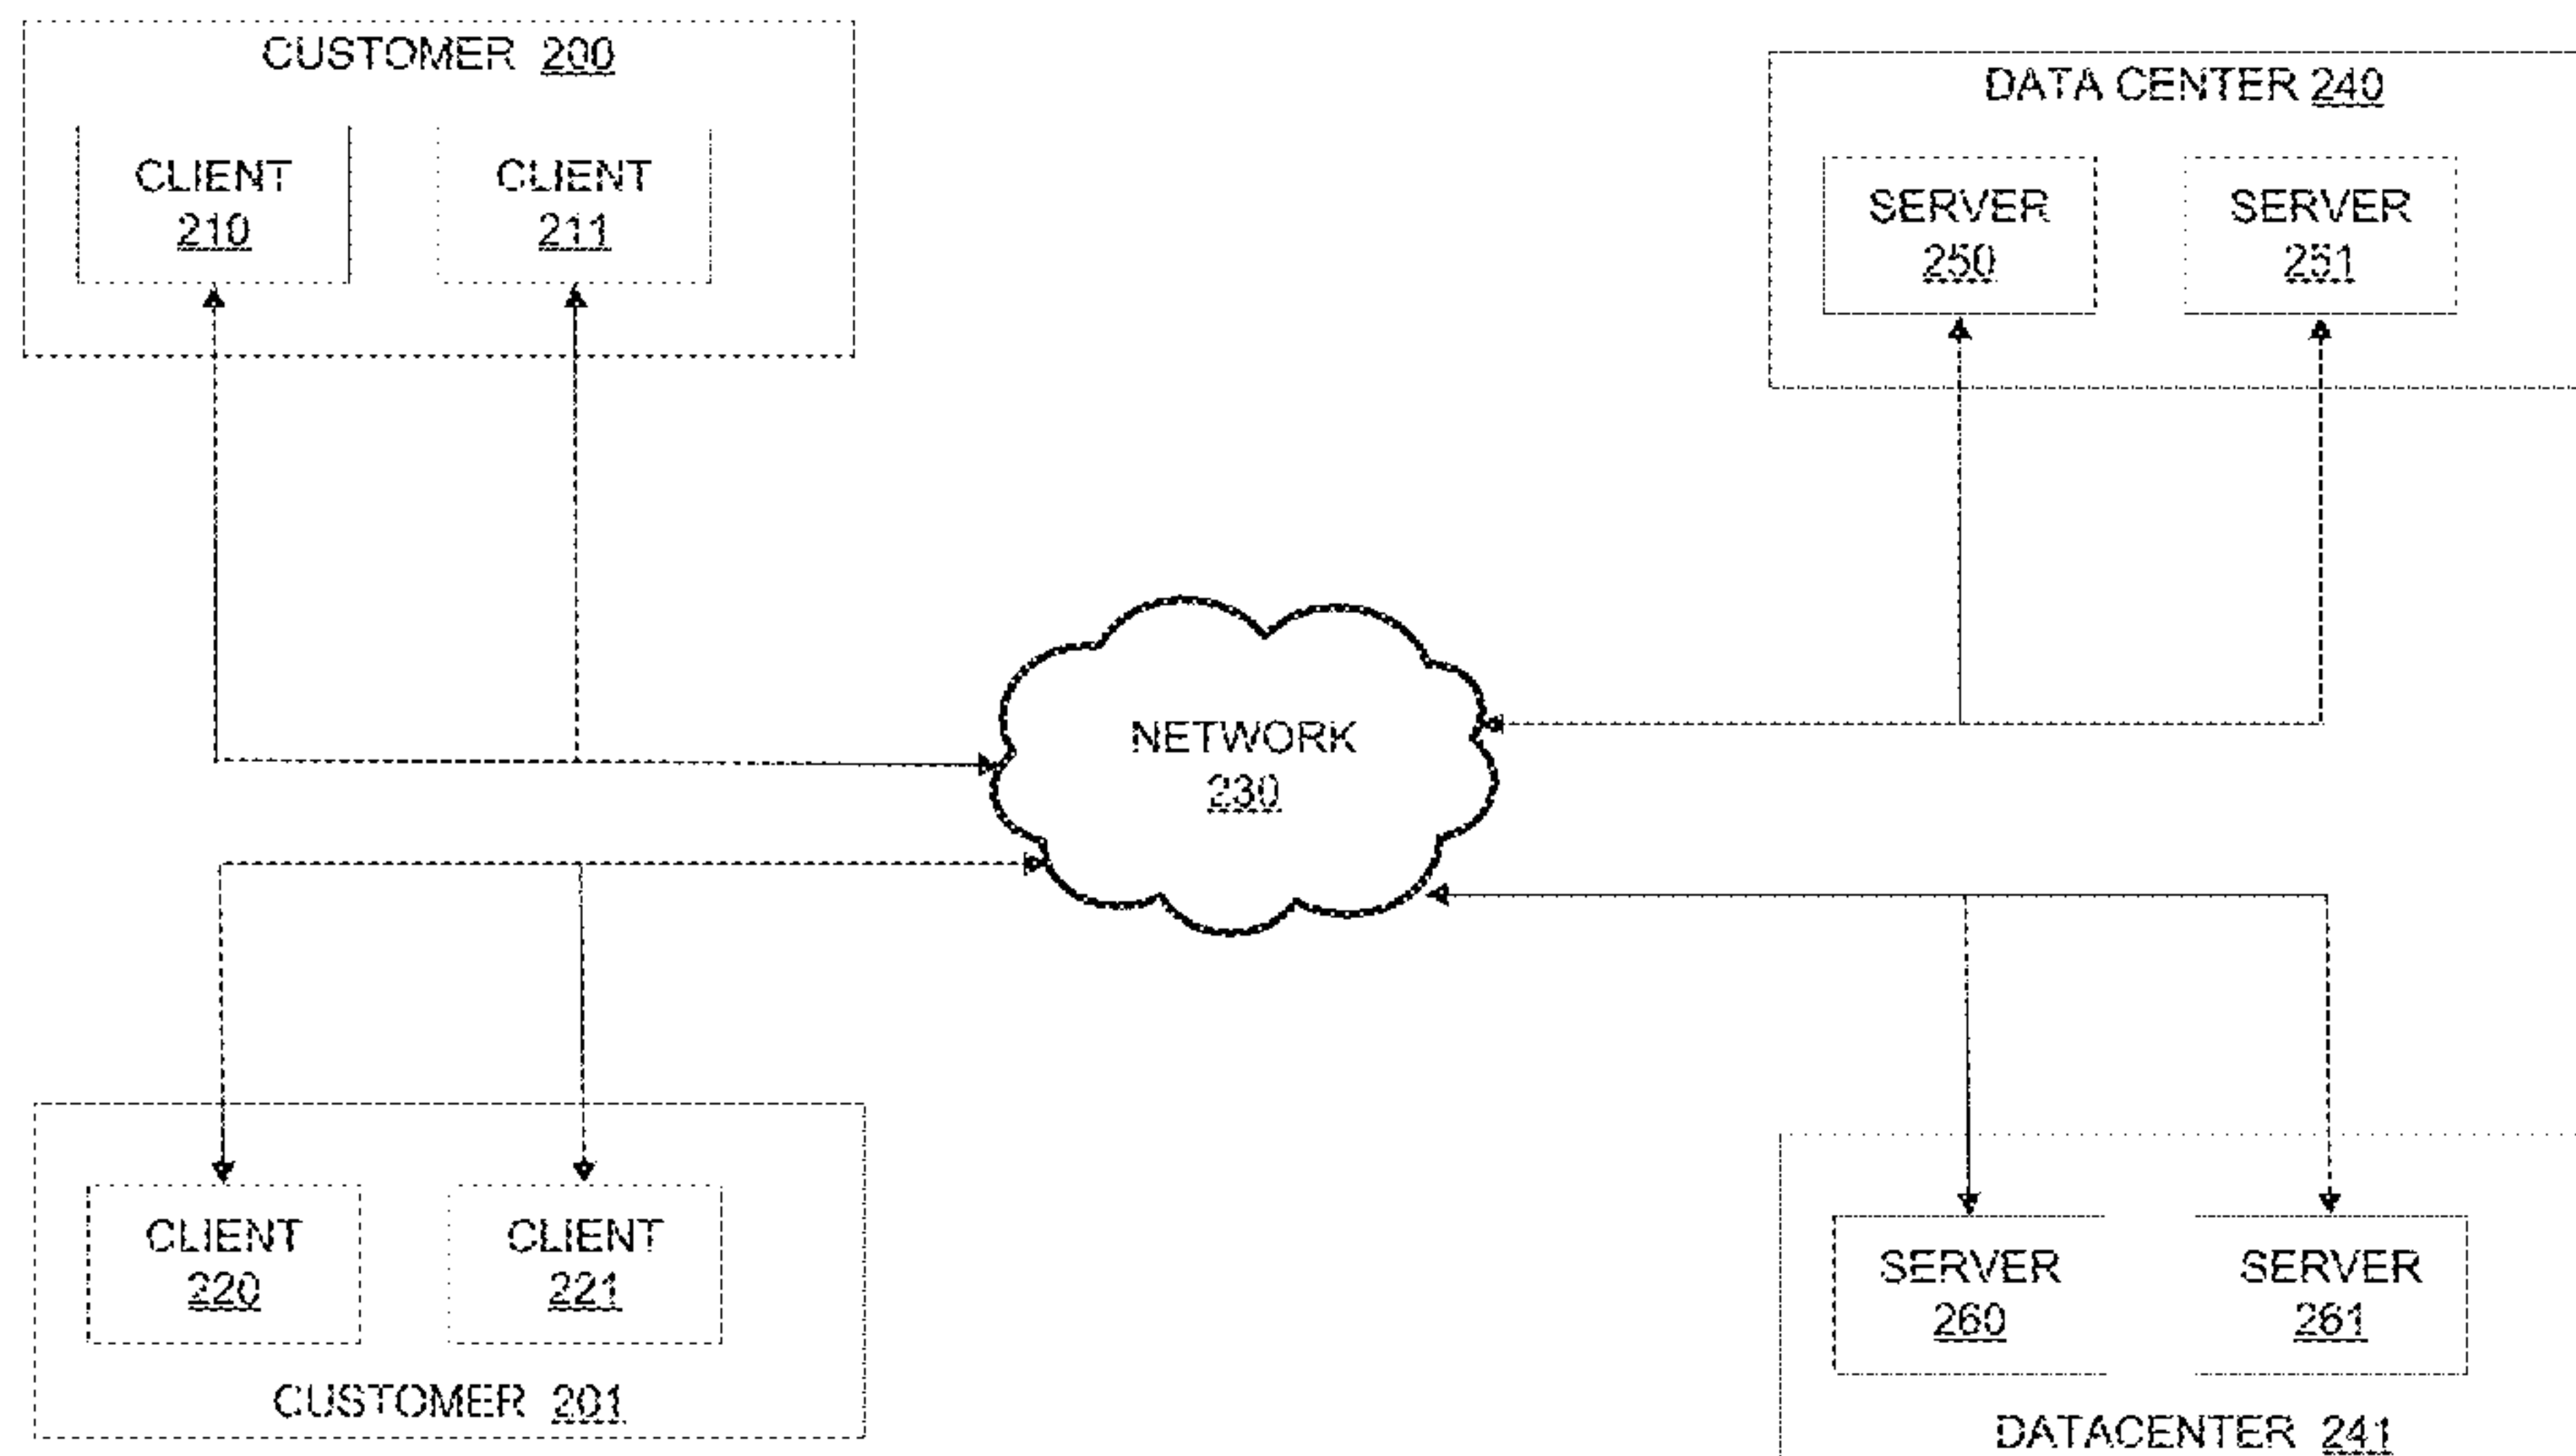 CUSTOMER 200
CLIENT
210
CLIENT
211
DATA CENTER 240
SERVER
250
SERVER
251
NETWORK
230
CLIENT
220
CLIENT
221
CUSTOMER 201
SERVER
260
SERVER
261
DATACENTER 241